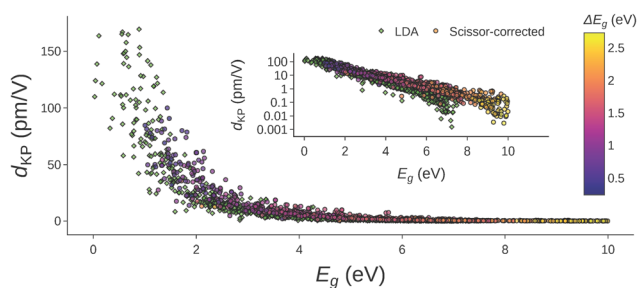 LDA Scissor-corrected
ΔE_g (eV)
d_KP (pm/V)
150
100
50
0
0 2 4 6 8 10
E_g (eV)
d_KP (pm/V)
100
10
1
0.1
0.01
0.001
0 2 4 6 8 10
E_g (eV)
2.5
2.0
1.5
1.0
0.5